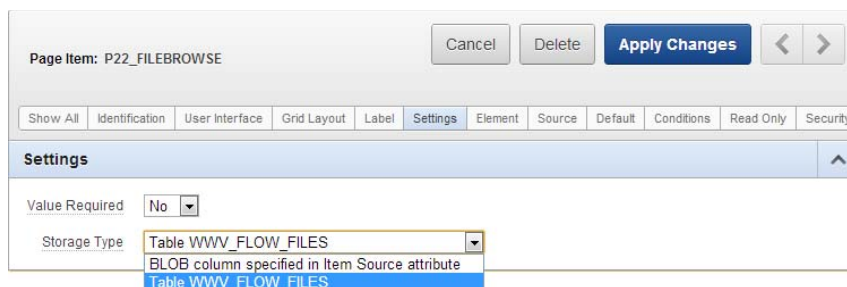 Page Item: P22_FILEBROWSE
Cancel
Delete
Apply Changes
Show All Identification User Interface Grid Layout Label Settings Element Source Default Conditions Read Only Security
Settings
Value Required No
Storage Type Table WWV_FLOW_FILES
BLOB column specified in Item Source attribute
Table WWV_FLOW_FILES